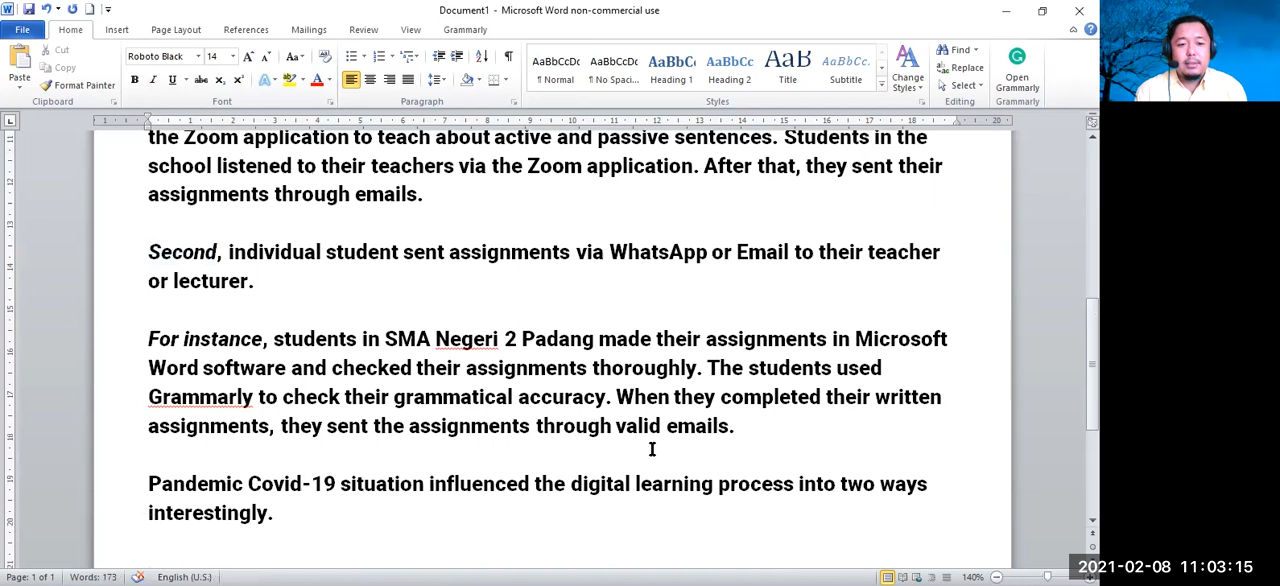 Document1 - Microsoft Word non-commercial use
File Home Insert Page Layout References Mailings Review View Grammarly
Paste
Cut
Copy
Format Painter
Clipboard
Roboto Black 14
Font
Paragraph
AaBbCcDc AaBbCcDc AaBbC AaBbCc AaB AaBbCc.
¶ Normal ¶ No Spaci... Heading 1 Heading 2 Title Subtitle
Change Styles
Styles
Find
Replace
Select
Editing
Open Grammarly
Grammarly
the Zoom application to teach about active and passive sentences. Students in the
school listened to their teachers via the Zoom application. After that, they sent their
assignments through emails.
Second, individual student sent assignments via WhatsApp or Email to their teacher
or lecturer.
For instance, students in SMA Negeri 2 Padang made their assignments in Microsoft
Word software and checked their assignments thoroughly. The students used
Grammarly to check their grammatical accuracy. When they completed their written
assignments, they sent the assignments through valid emails.
Pandemic Covid-19 situation influenced the digital learning process into two ways
interestingly.
Page: 1 of 1 Words: 173 English (U.S.) 140%
2021-02-08 11:03:15